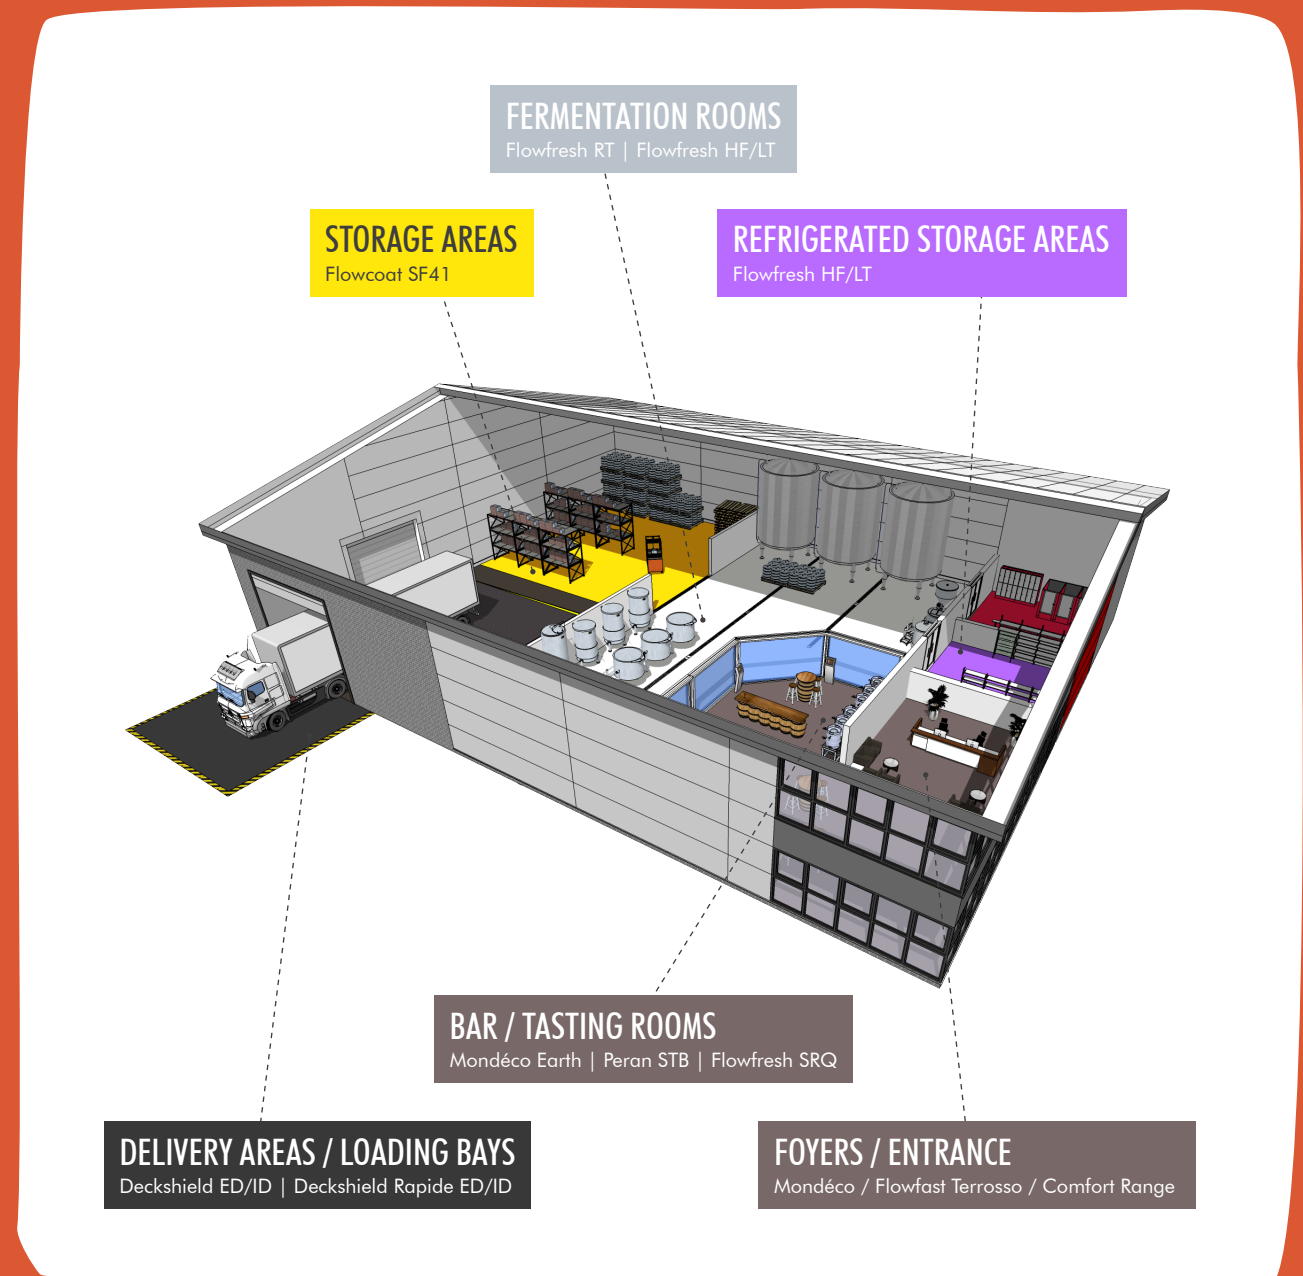 FERMENTATION ROOMS
Flowfresh RT | Flowfresh HF/LT
STORAGE AREAS
Flowcoat SF41
REFRIGERATED STORAGE AREAS
Flowfresh HF/LT
BAR / TASTING ROOMS
Mondéco Earth | Peran STB | Flowfresh SRQ
DELIVERY AREAS / LOADING BAYS
Deckshield ED/ID | Deckshield Rapide ED/ID
FOYERS / ENTRANCE
Mondéco / Flowfast Terrosso / Comfort Range